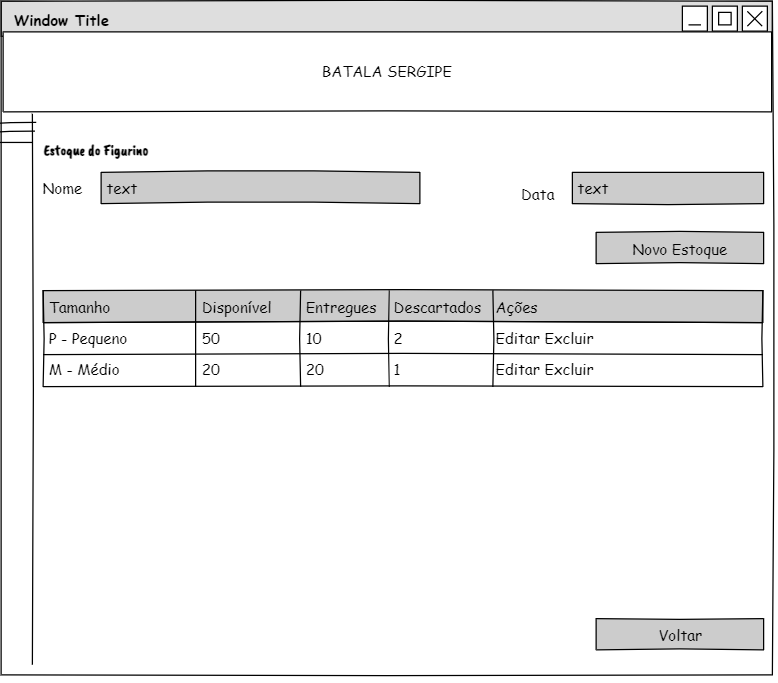 Window Title
BATALA SERGIPE
Estoque do Figurino
Nome text Data text
Novo Estoque
Tamanho Disponível Entregues Descartados Ações
P - Pequeno 50 10 2 Editar Excluir
M - Médio 20 20 1 Editar Excluir
Voltar